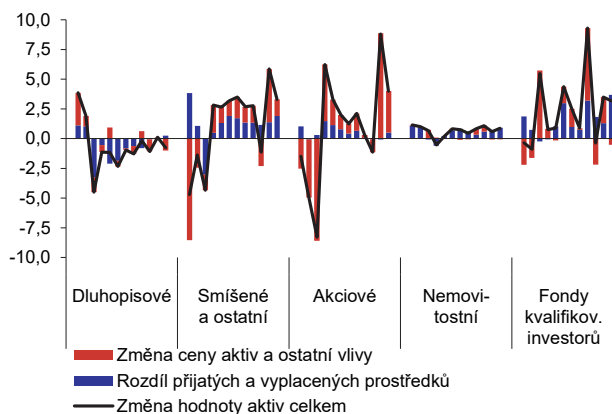 10,0
7,5
5,0
2,5
0,0
-2,5
-5,0
-7,5
-10,0
Dluhopisové
Smíšené
a ostatní
Akciové
Nemovi-
tostní
Fondy
kvalifikov.
investorů
Změna ceny aktiv a ostatní vlivy
Rozdíl přijatých a vyplacených prostředků
Změna hodnoty aktiv celkem